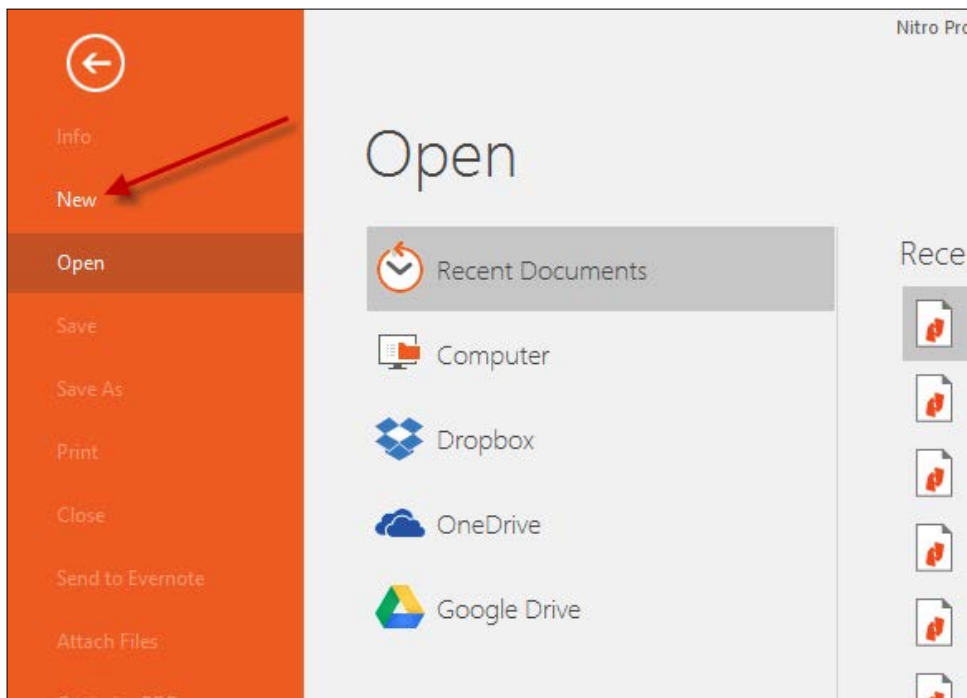 Nitro Pro
Info
New
Open
Save
Save As
Print
Close
Send to Evernote
Attach Files
Open
Recent Documents
Computer
Dropbox
OneDrive
Google Drive
Rece